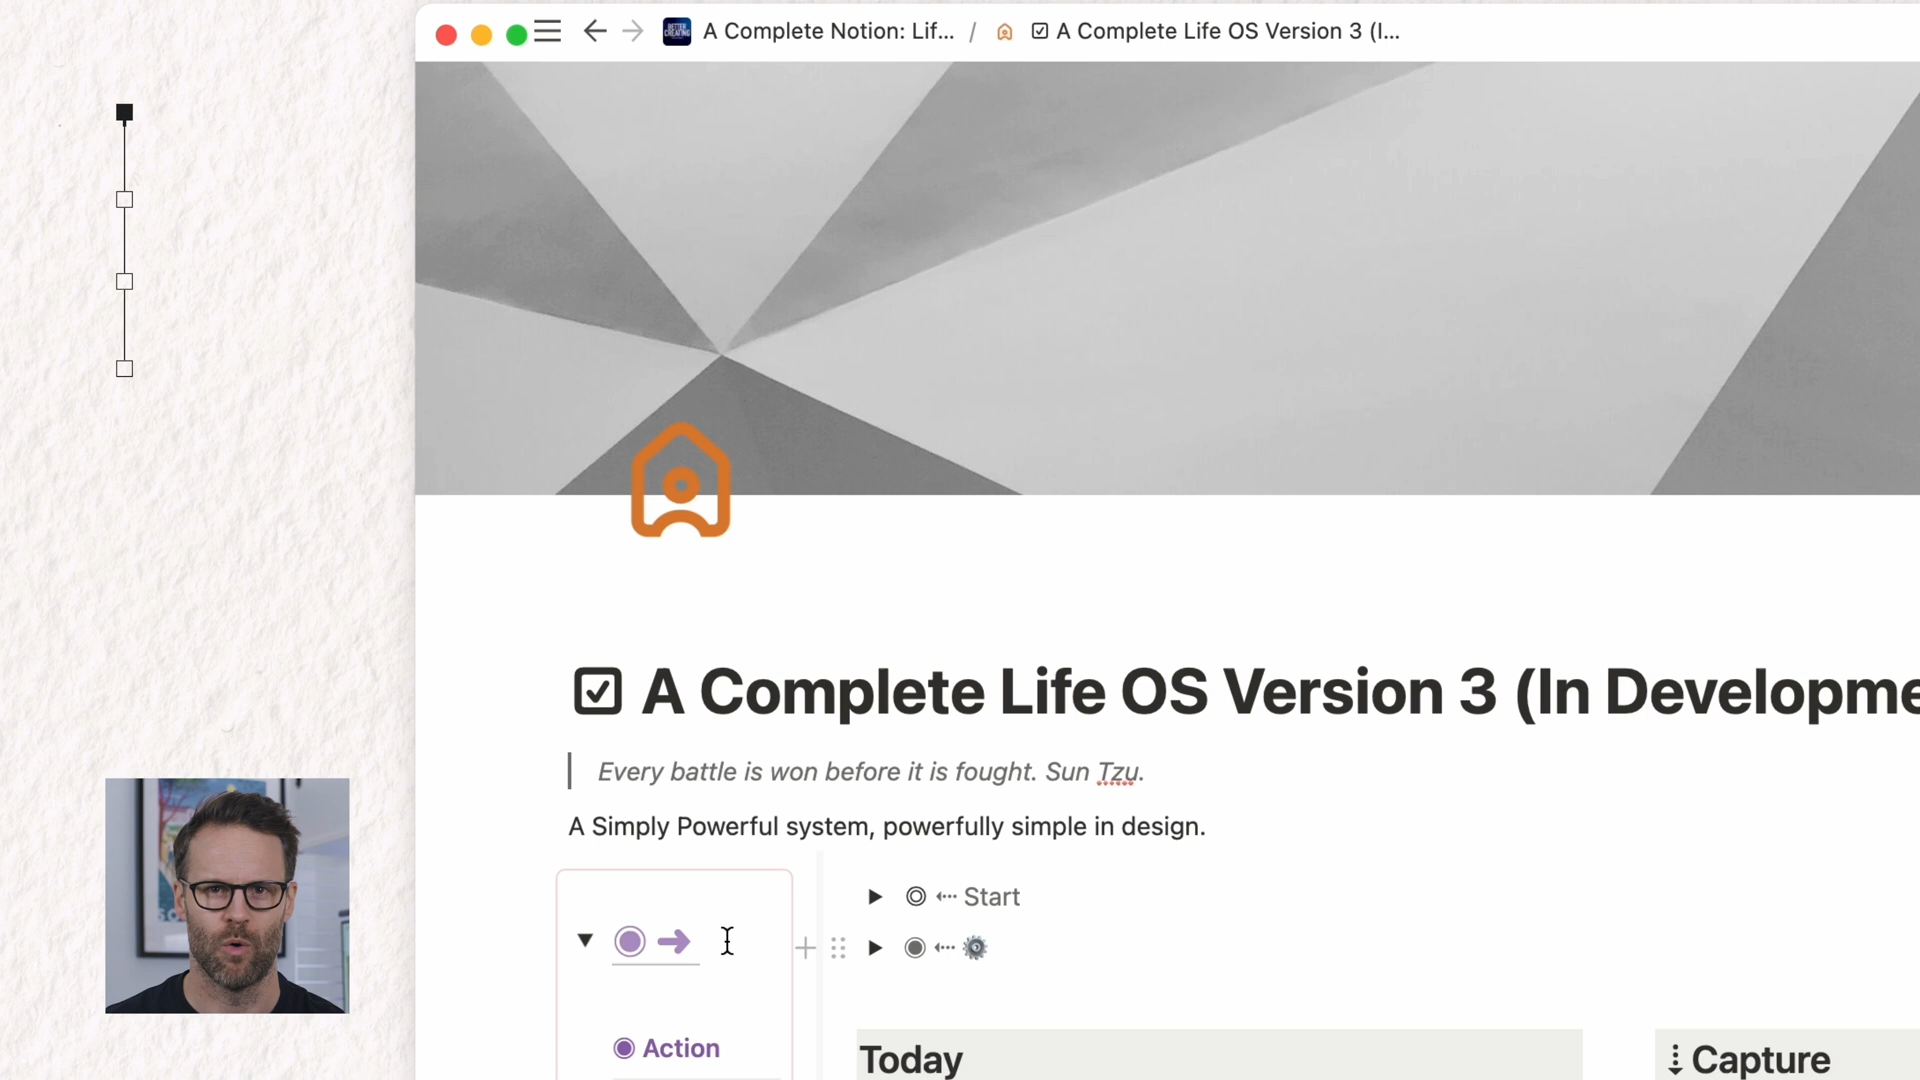 A Complete Notion: Lif... / A Complete Life OS Version 3 (I...
A Complete Life OS Version 3 (In Developme
Every battle is won before it is fought. Sun Tzu.
A Simply Powerful system, powerfully simple in design.
Start
Action
Today
Capture